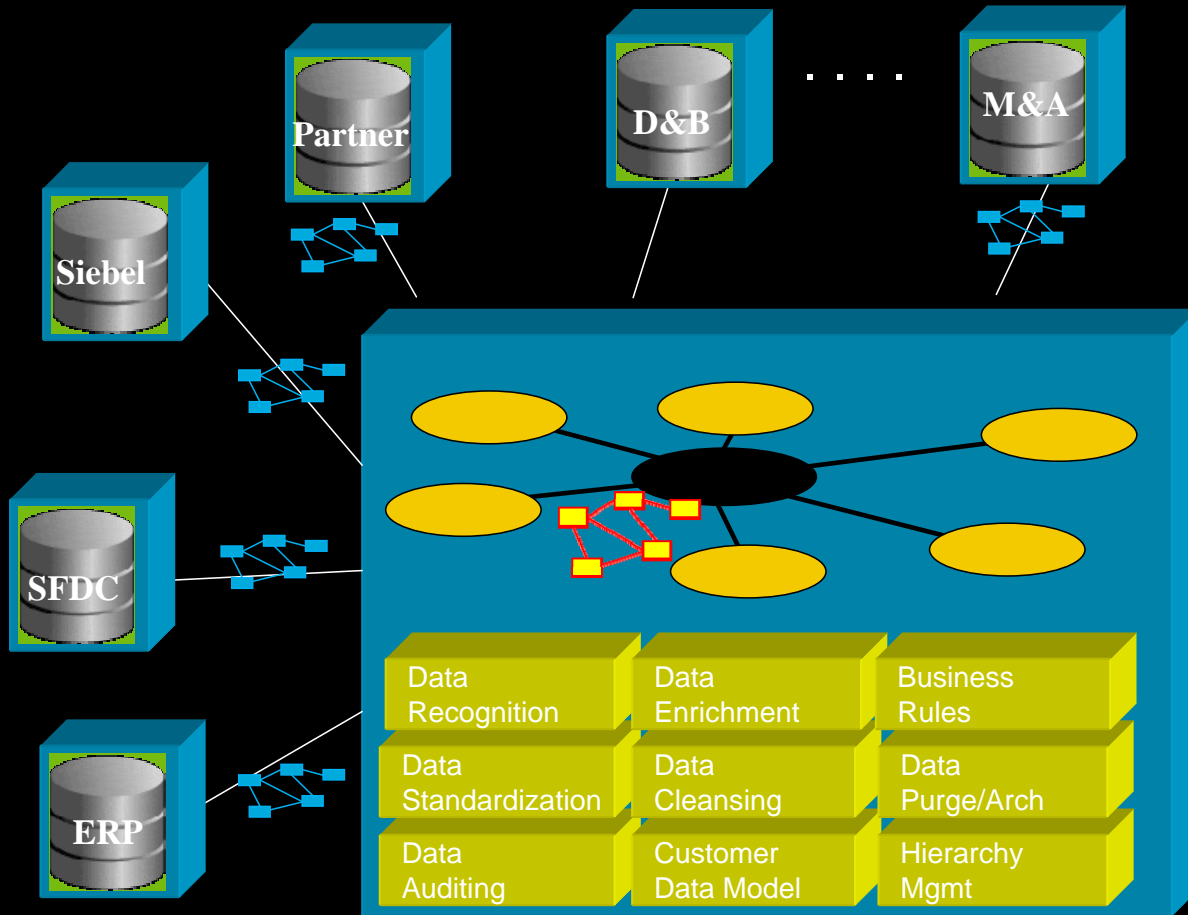 Partner
D&B
. . . .
M&A
Siebel
SFDC
ERP
Data
Recognition
Data
Enrichment
Business
Rules
Data
Standardization
Data
Cleansing
Data
Purge/Arch
Data
Auditing
Customer
Data Model
Hierarchy
Mgmt